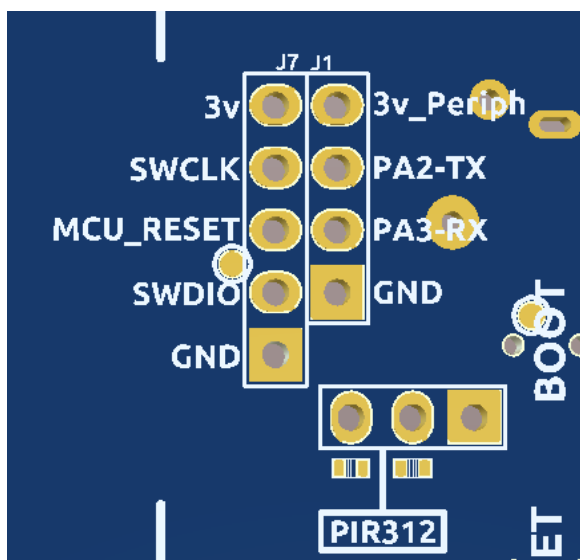 J7 J1
3v 3v_Periph
SWCLK PA2-TX
MCU_RESET PA3-RX
SWDIO GND
GND
BOOT
PIR312
ET